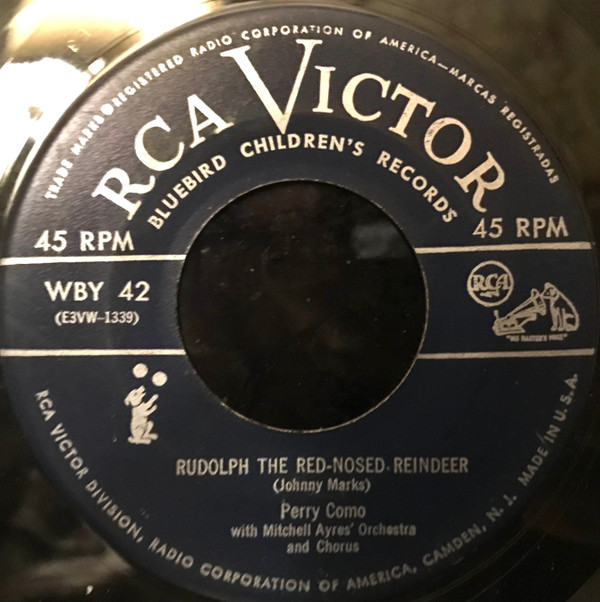 TRADE MARKS ® REGISTERED RADIO CORPORATION OF AMERICA—MARCAS REGISTRADAS
RCA VICTOR
BLUEBIRD CHILDREN'S RECORDS
45 RPM
45 RPM
WBY 42
(E3VW-1339)
RCA
"HIS MASTER'S VOICE"
RUDOLPH THE RED-NOSED REINDEER
(Johnny Marks)
Perry Como
with Mitchell Ayres' Orchestra
and Chorus
RCA VICTOR DIVISION, RADIO CORPORATION OF AMERICA, CAMDEN, N. J. MADE IN U.S.A.